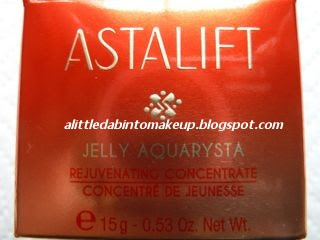 ASTALIFT
alittledabintomakeup.blogspot.com
JELLY AQUARYSTA
REJUVENATING CONCENTRATE
CONCENTRÉ DE JEUNESSE
e 15g - 0.53 Oz. Net Wt.